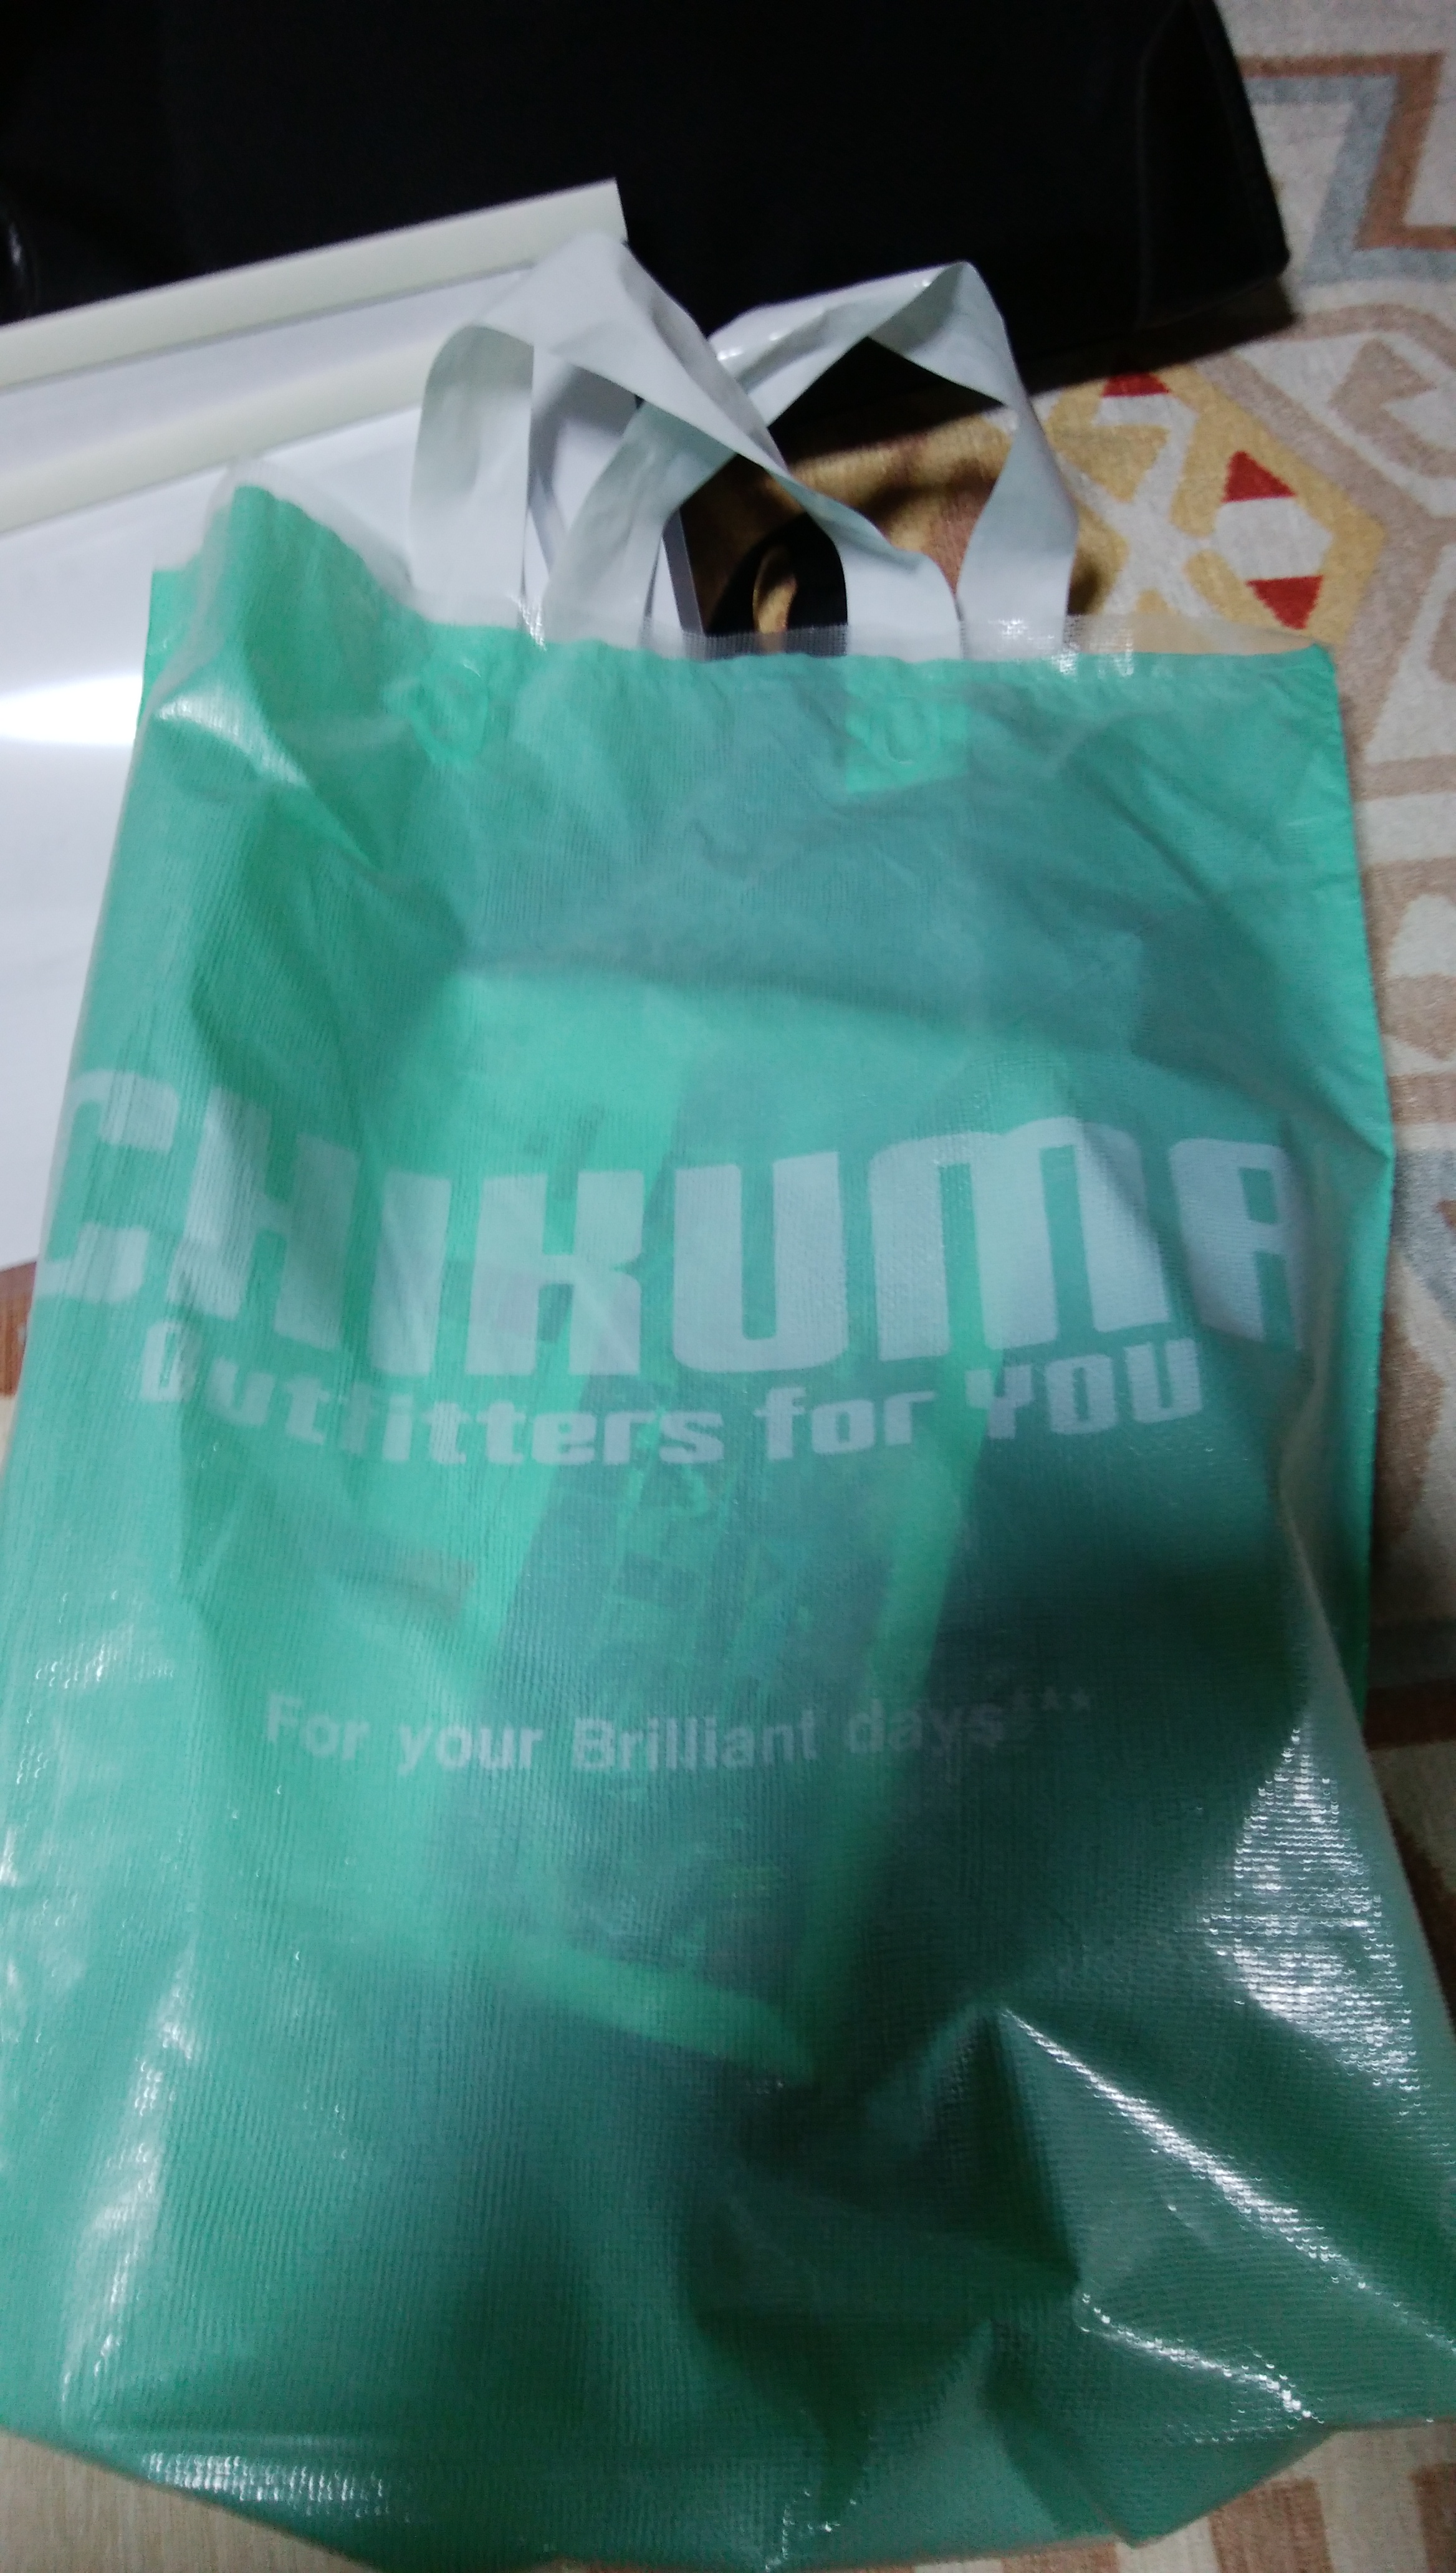 CHIKUMA
Outfitters for YOU
For your Brilliant days***